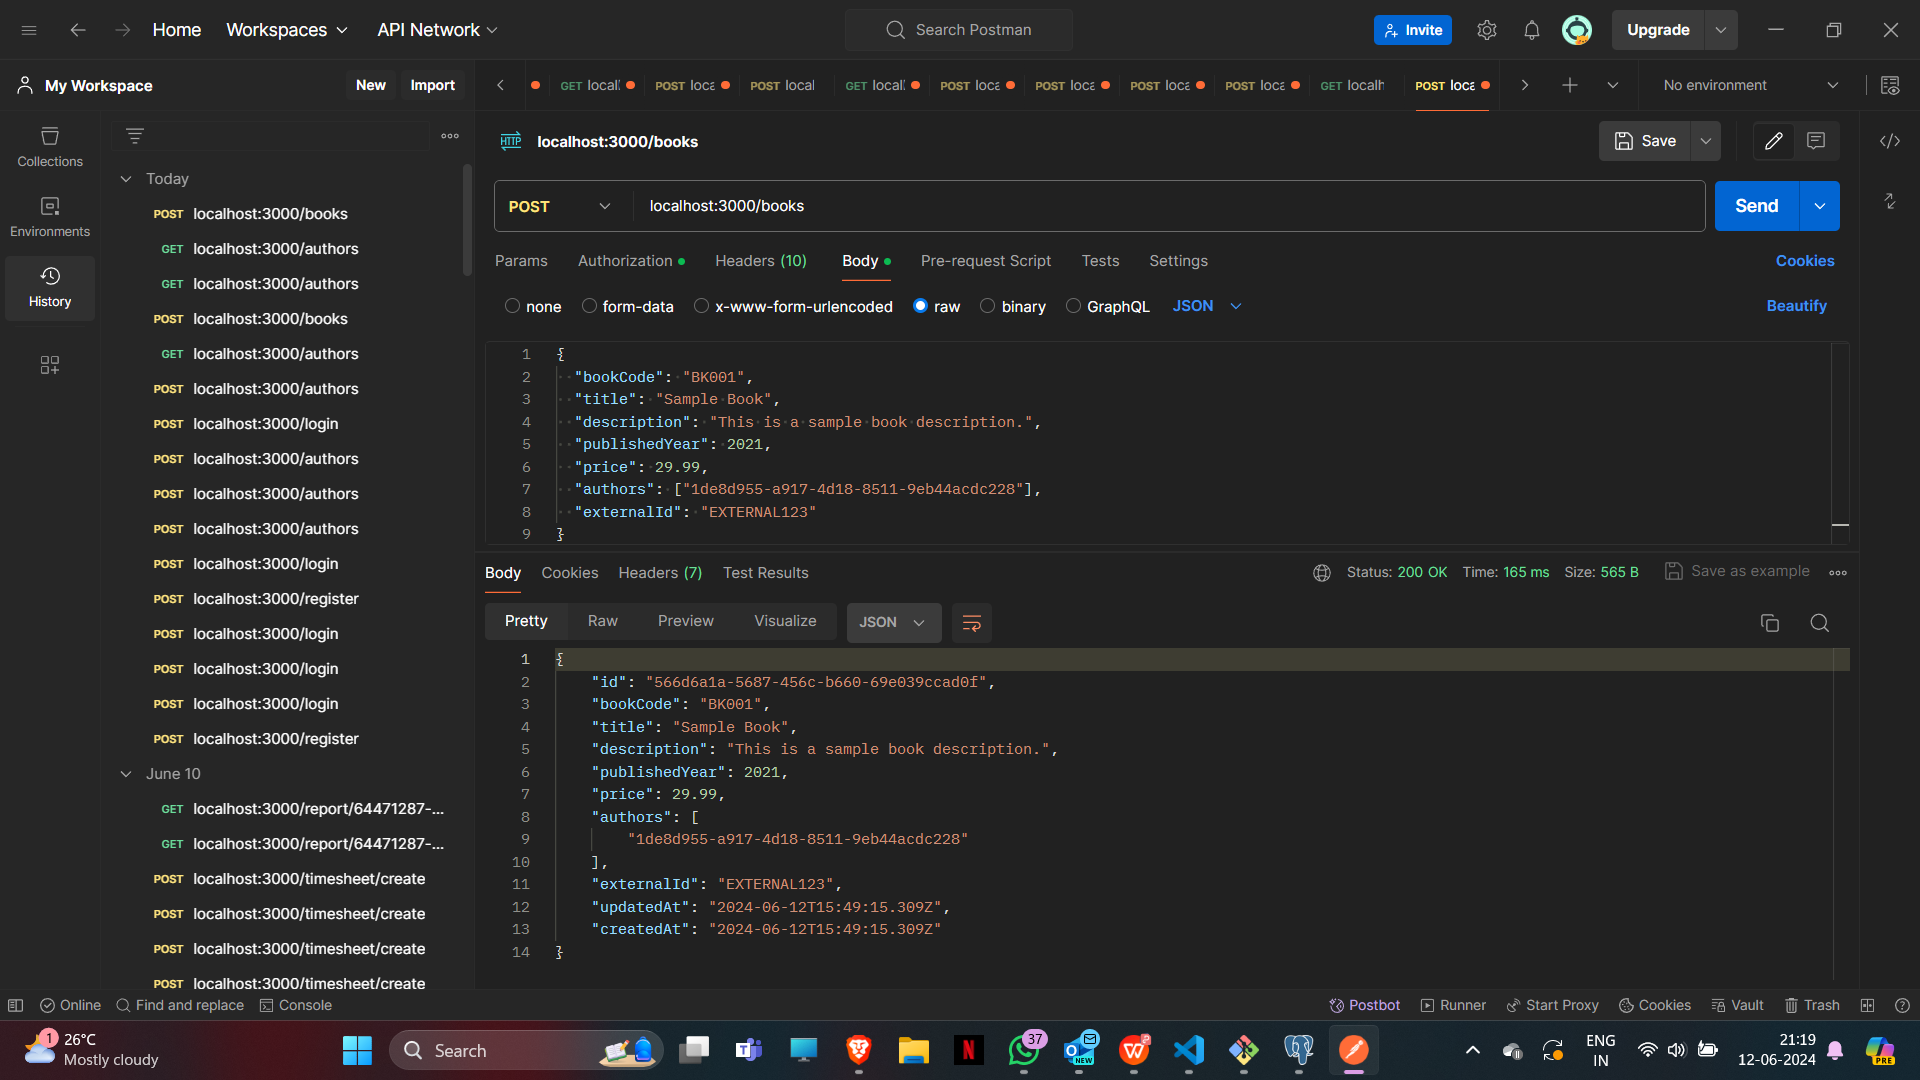 Home
Workspaces
API Network
Search Postman
Invite
Upgrade
My Workspace
New
Import
GET local
POST loca
POST local
GET local
POST loca
POST loca
POST loca
POST loca
GET localh
POST loca
No environment
Collections
Environments
History
Today
POST localhost:3000/books
GET localhost:3000/authors
GET localhost:3000/authors
POST localhost:3000/books
GET localhost:3000/authors
POST localhost:3000/authors
POST localhost:3000/login
POST localhost:3000/authors
POST localhost:3000/authors
POST localhost:3000/authors
POST localhost:3000/login
POST localhost:3000/register
POST localhost:3000/login
POST localhost:3000/login
POST localhost:3000/login
POST localhost:3000/register
June 10
GET localhost:3000/report/64471287-...
GET localhost:3000/report/64471287-...
POST localhost:3000/timesheet/create
POST localhost:3000/timesheet/create
POST localhost:3000/timesheet/create
POST localhost:3000/timesheet/create
HTTP localhost:3000/books
Save
POST localhost:3000/books
Send
Params Authorization Headers (10) Body Pre-request Script Tests Settings Cookies
none form-data x-www-form-urlencoded raw binary GraphQL JSON Beautify
1 {
2 "bookCode": "BK001",
3 "title": "Sample Book",
4 "description": "This is a sample book description.",
5 "publishedYear": 2021,
6 "price": 29.99,
7 "authors": ["1de8d955-a917-4d18-8511-9eb44acdc228"],
8 "externalId": "EXTERNAL123"
9 }
Body Cookies Headers (7) Test Results
Status: 200 OK Time: 165 ms Size: 565 B Save as example
Pretty Raw Preview Visualize JSON
1 {
2 "id": "566d6a1a-5687-456c-b660-69e039ccad0f",
3 "bookCode": "BK001",
4 "title": "Sample Book",
5 "description": "This is a sample book description.",
6 "publishedYear": 2021,
7 "price": 29.99,
8 "authors": [
9 "1de8d955-a917-4d18-8511-9eb44acdc228"
10 ],
11 "externalId": "EXTERNAL123",
12 "updatedAt": "2024-06-12T15:49:15.309Z",
13 "createdAt": "2024-06-12T15:49:15.309Z"
14 }
Online Find and replace Console
Postbot Runner Start Proxy Cookies Vault Trash
1
26°C
Mostly cloudy
Search
N
37
NEW
ENG
IN
21:19
12-06-2024
PRE